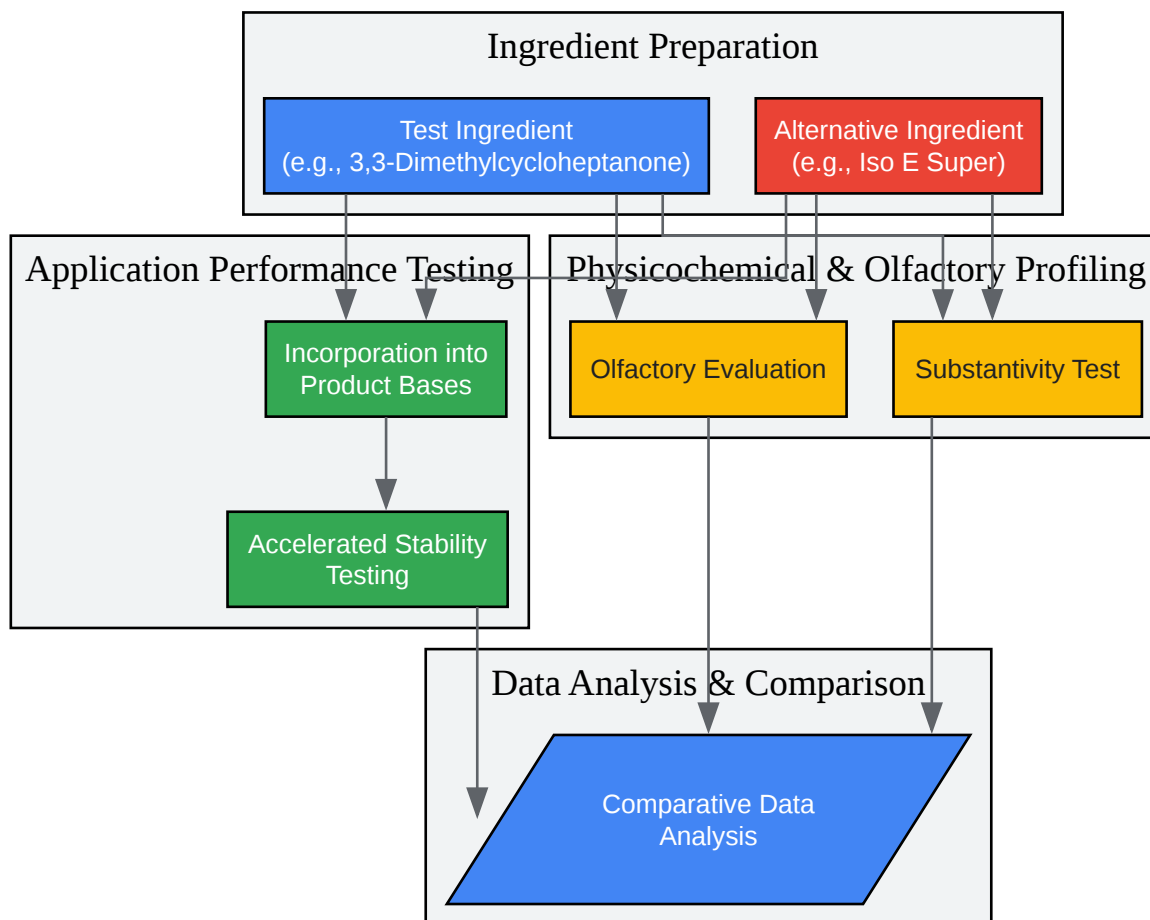 Ingredient Preparation
Test Ingredient
(e.g., 3,3-Dimethylcycloheptanone)
Alternative Ingredient
(e.g., Iso E Super)
Application Performance Testing
Physicochemical & Olfactory Profiling
Incorporation into
Product Bases
Olfactory Evaluation
Substantivity Test
Accelerated Stability
Testing
Data Analysis & Comparison
Comparative Data
Analysis